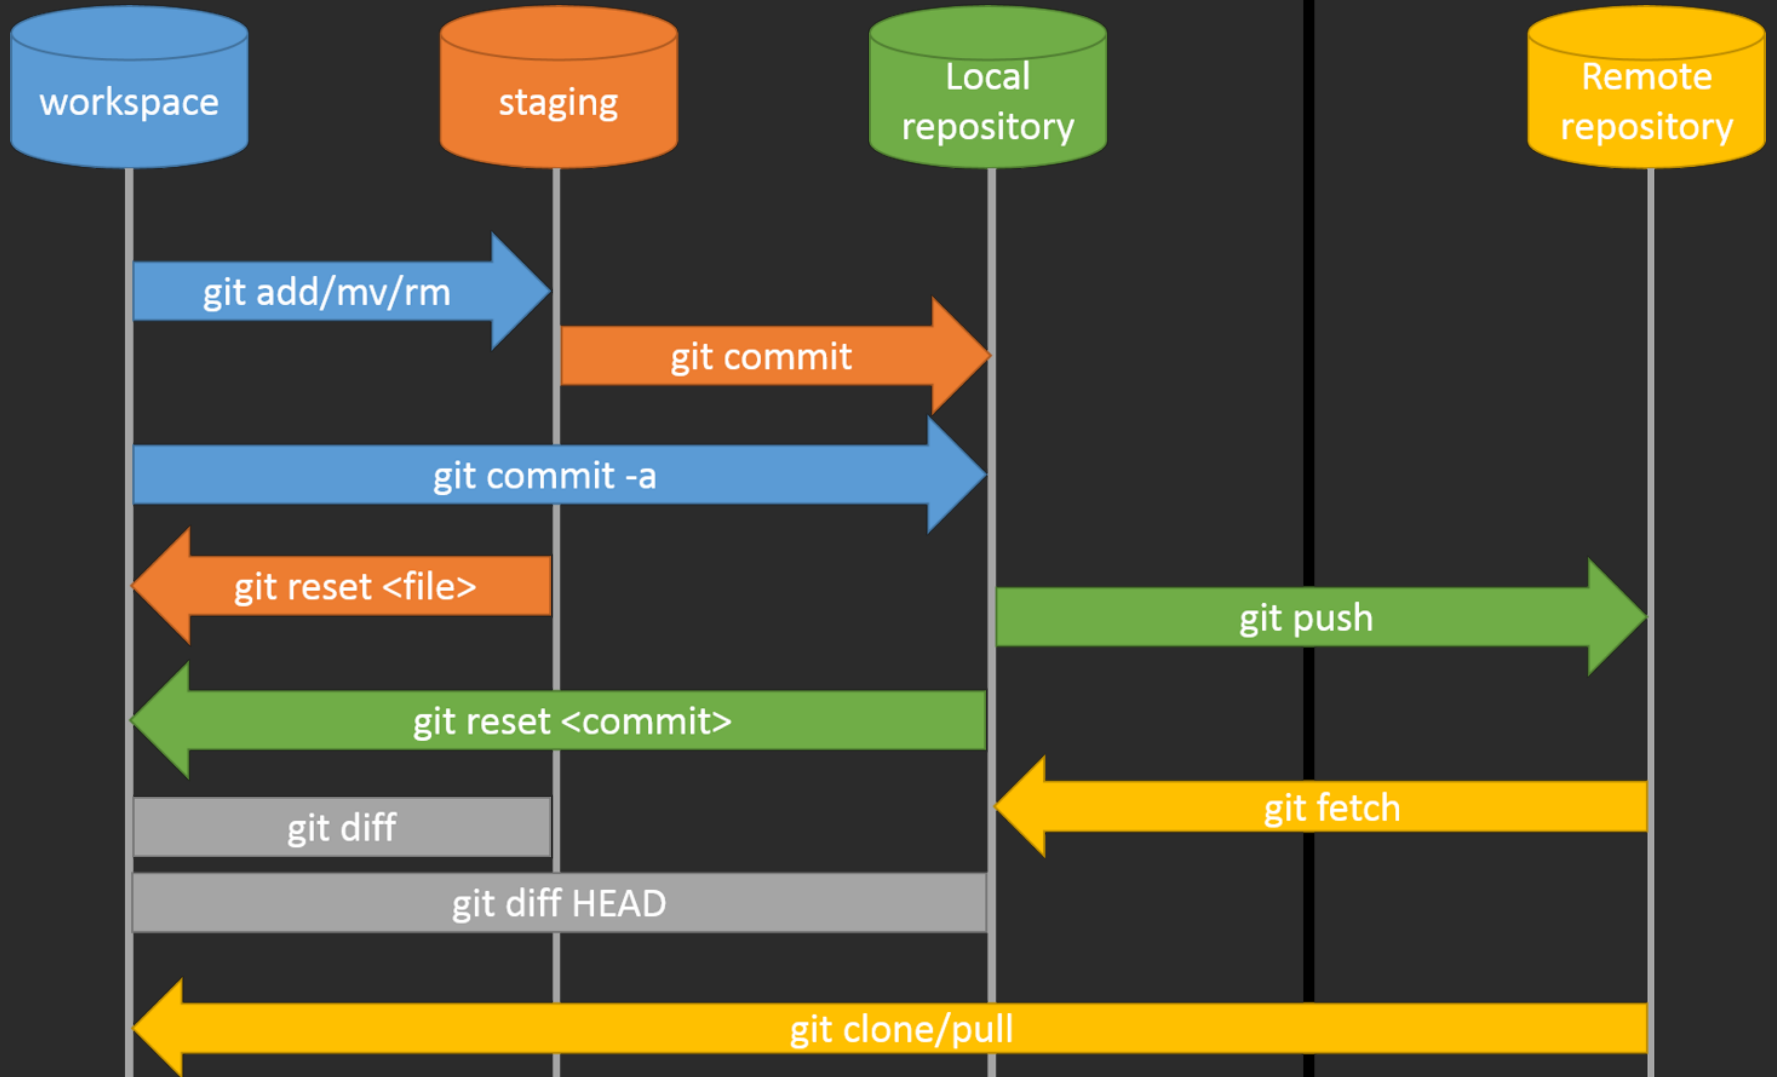 workspace
staging
Local
repository
Remote
repository
git add/mv/rm
git commit
git commit -a
git reset <file>
git push
git reset <commit>
git fetch
git diff
git diff HEAD
git clone/pull